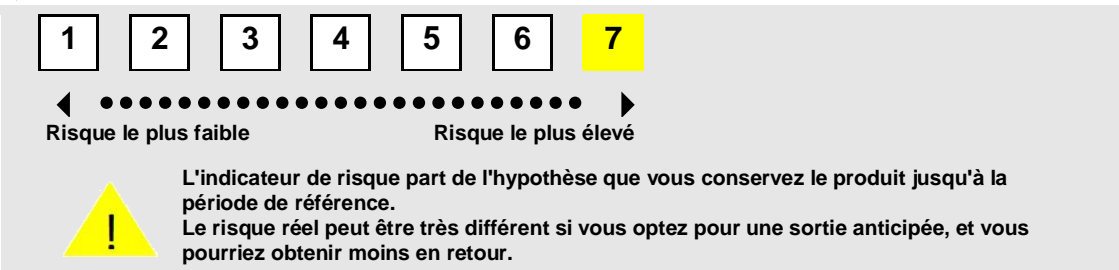 1 2 3 4 5 6 7
Risque le plus faible Risque le plus élevé
L'indicateur de risque part de l'hypothèse que vous conservez le produit jusqu'à la
période de référence.
Le risque réel peut être très différent si vous optez pour une sortie anticipée, et vous
pourriez obtenir moins en retour.
!